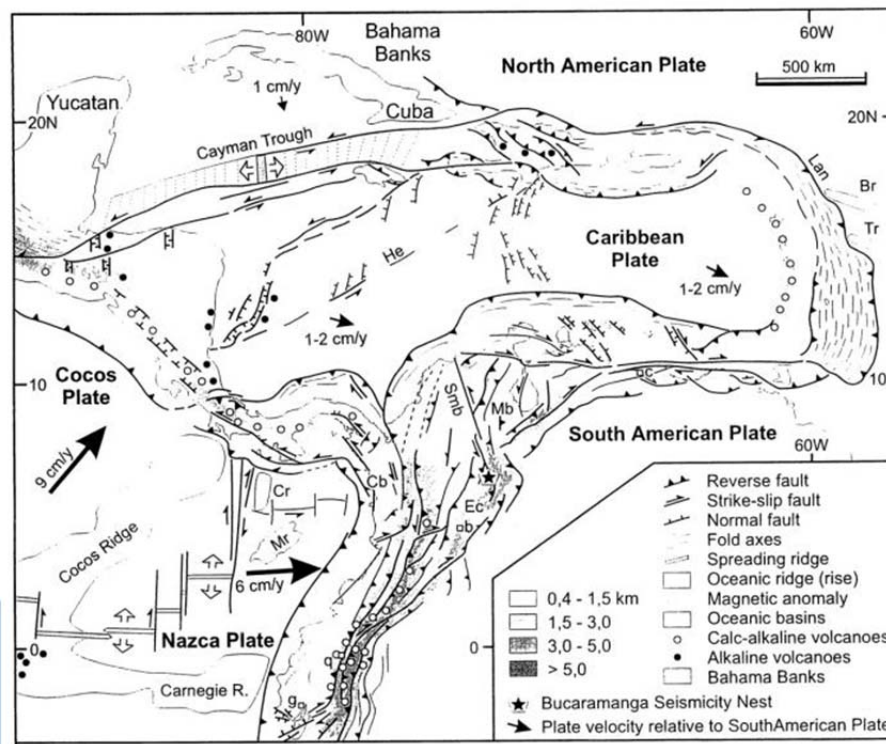 80W
60W
Bahama
Banks
North American Plate
500 km
Yucatan
1 cm/y
Cuba
20N
20N
Cayman Trough
Lan
Br
Tr
He
Caribbean
Plate
1-2 cm/y
1-2 cm/y
Cocos
Plate
10
10
9 cm/y
Smb
Mb
c
South American Plate
60W
Cb
Cr
Ec
b
Mr
Cocos Ridge
6 cm/y
Nazca Plate
0
0
Carnegie R.
q
g
Reverse fault
Strike-slip fault
Normal fault
Fold axes
Spreading ridge
Oceanic ridge (rise)
Magnetic anomaly
Oceanic basins
Calc-alkaline volcanoes
Alkaline volcanoes
Bahama Banks
0,4 - 1,5 km
1,5 - 3,0
3,0 - 5,0
> 5,0
Bucaramanga Seismicity Nest
Plate velocity relative to SouthAmerican Plate